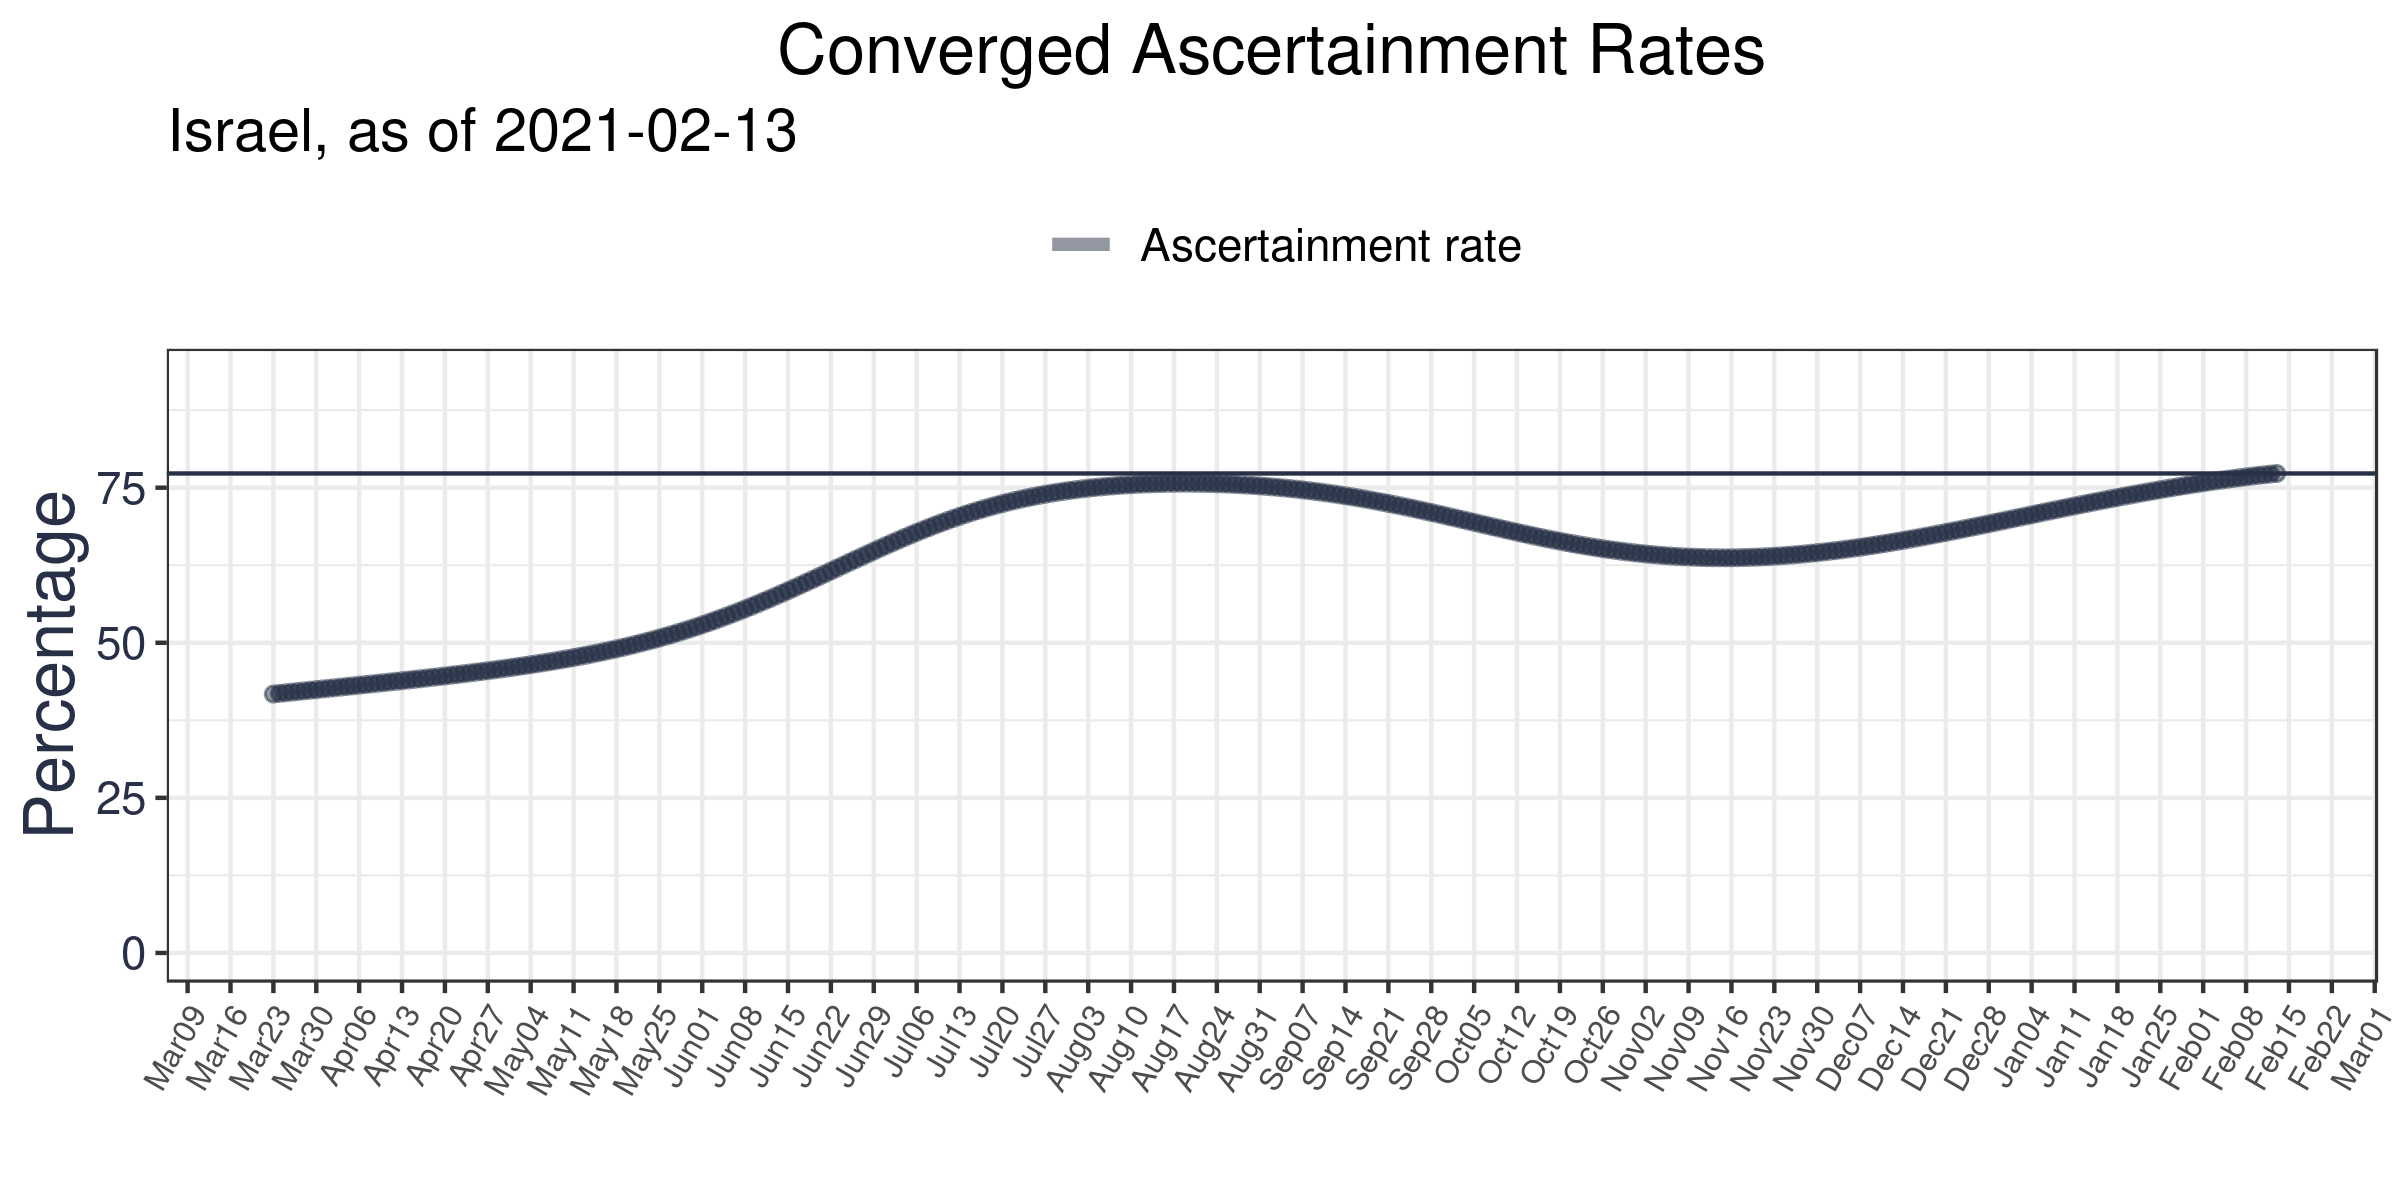 Converged Ascertainment Rates
Israel, as of 2021-02-13
Ascertainment rate
Percentage
75
50
25
0
Mar09
Mar16
Mar23
Mar30
Apr06
Apr13
Apr20
Apr27
May04
May11
May18
May25
Jun01
Jun08
Jun15
Jun22
Jun29
Jul06
Jul13
Jul20
Jul27
Aug03
Aug10
Aug17
Aug24
Aug31
Sep07
Sep14
Sep21
Sep28
Oct05
Oct12
Oct19
Oct26
Nov02
Nov09
Nov16
Nov23
Nov30
Dec07
Dec14
Dec21
Dec28
Jan04
Jan11
Jan18
Jan25
Feb01
Feb08
Feb15
Feb22
Mar01